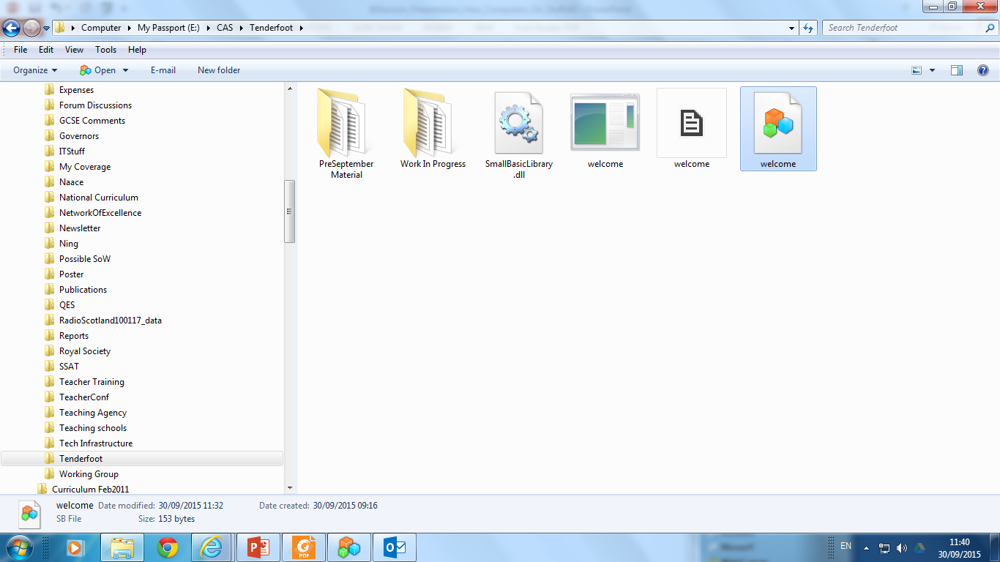 Computer My Passport (E:) CAS Tenderfoot
Search Tenderfoot
File Edit View Tools Help
Organize Open E-mail New folder
Expenses
Forum Discussions
GCSE Comments
Governors
ITStuff
My Coverage
Naace
National Curriculum
NetworkOfExcellence
Newsletter
Ning
Possible SoW
Poster
Publications
QES
RadioScotland100117_data
Reports
Royal Society
SSAT
Teacher Training
TeacherConf
Teaching Agency
Teaching schools
Tech Infrastructure
Tenderfoot
Working Group
Curriculum Feb2011
PreSeptember
Material
Work In Progress
SmallBasicLibrary
.dll
welcome
welcome
welcome
welcome Date modified: 30/09/2015 11:32 Date created: 30/09/2015 09:16
SB File Size: 153 bytes
PDF
EN
11:40
30/09/2015